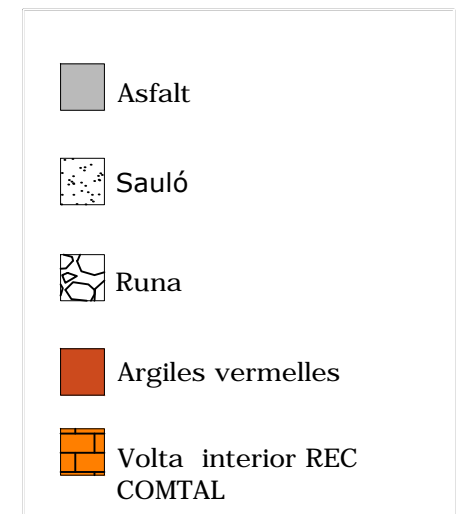 Asfalt
Sauló
Runa
Argiles vermelles
Volta interior REC
COMTAL